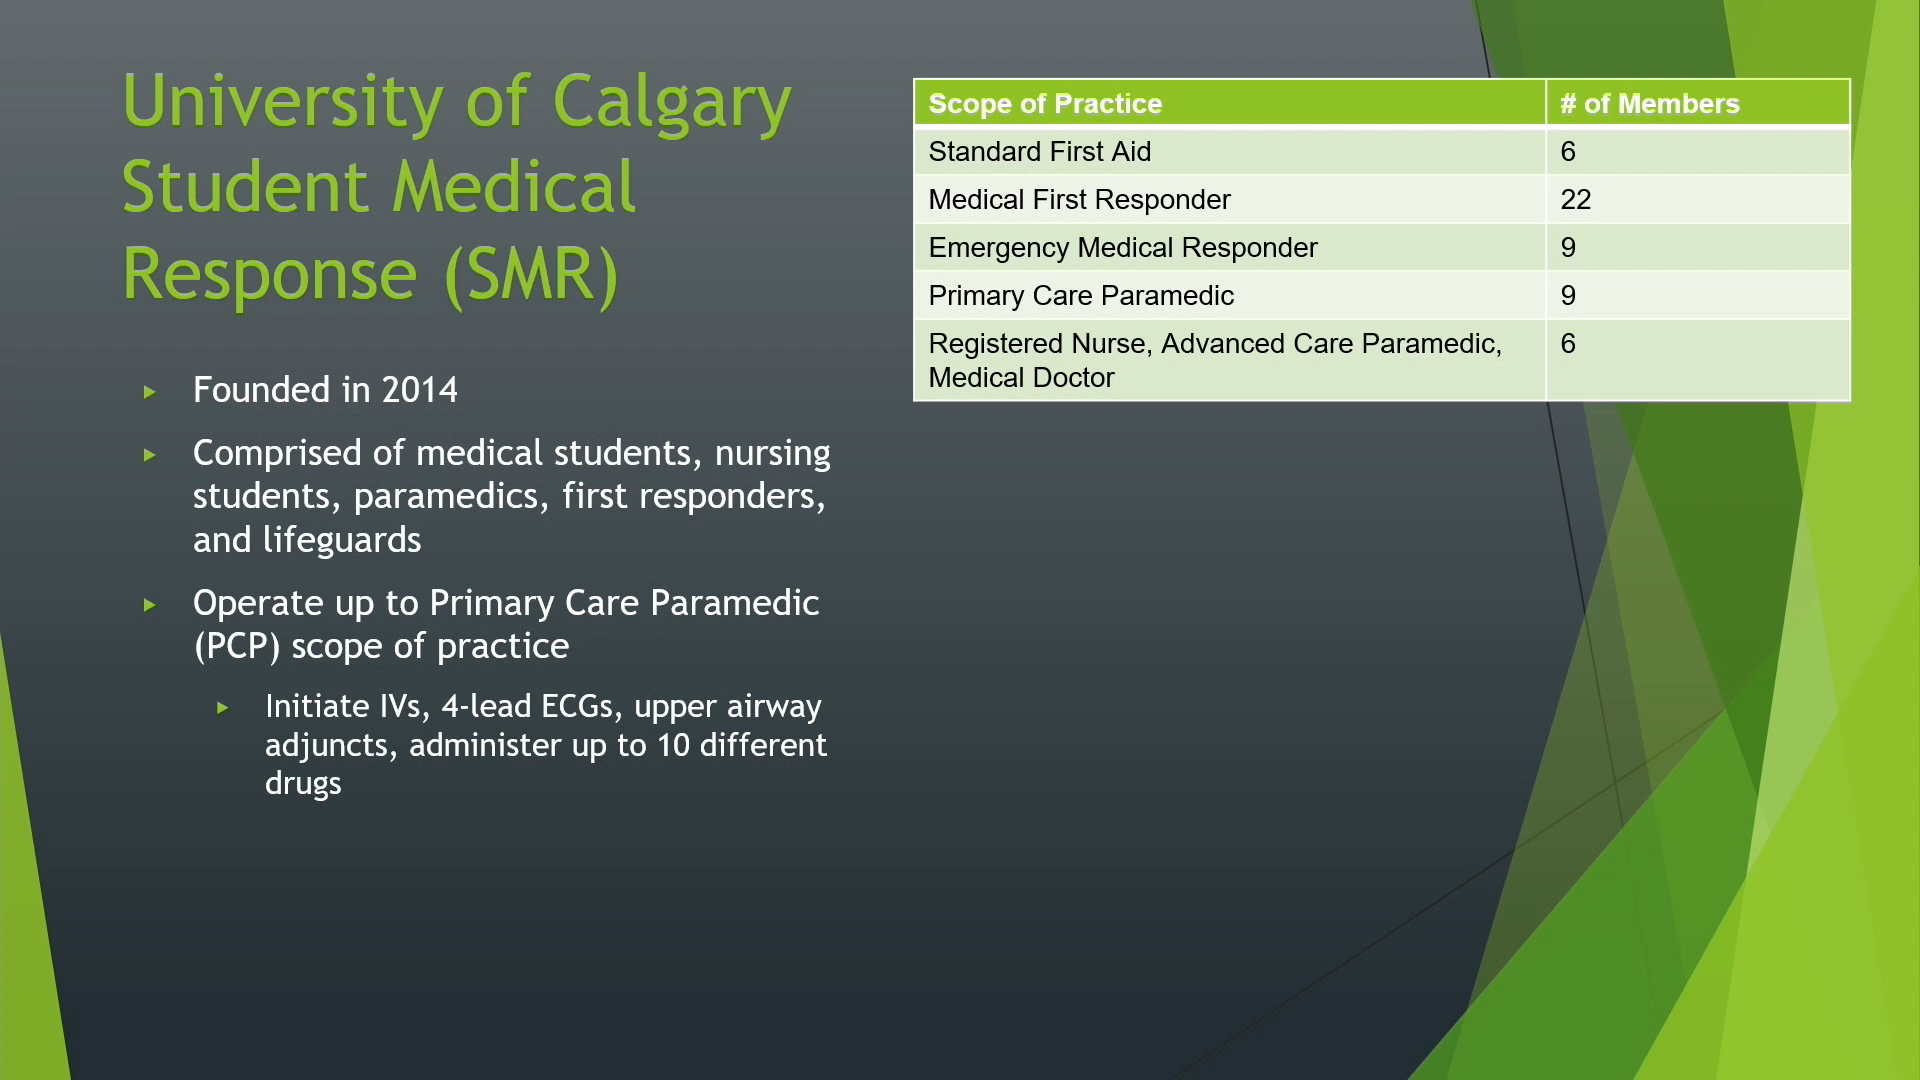 University of Calgary
Student Medical
Response (SMR)
Founded in 2014
Comprised of medical students, nursing
students, paramedics, first responders,
and lifeguards
Operate up to Primary Care Paramedic
(PCP) scope of practice
Initiate IVs, 4-lead ECGs, upper airway
adjuncts, administer up to 10 different
drugs
Scope of Practice # of Members
Standard First Aid 6
Medical First Responder 22
Emergency Medical Responder 9
Primary Care Paramedic 9
Registered Nurse, Advanced Care Paramedic, 6
Medical Doctor